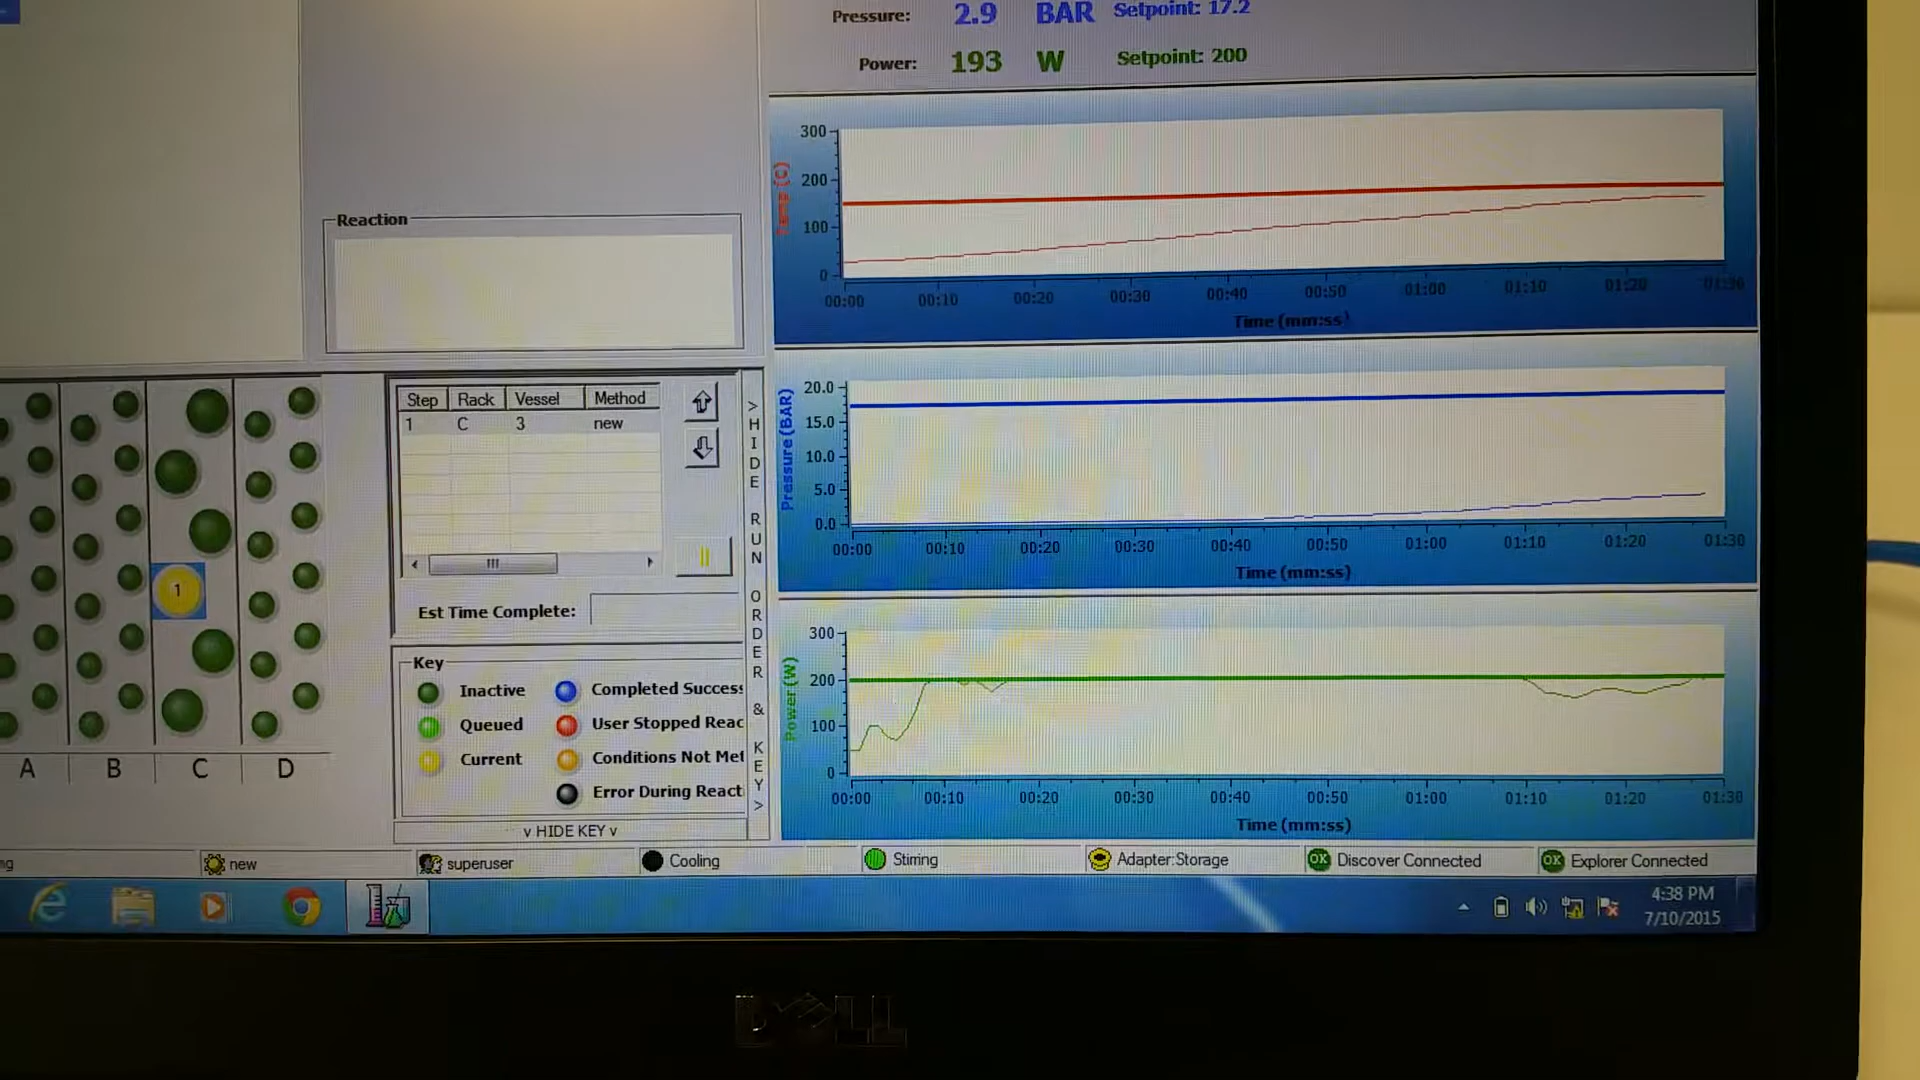 Pressure: 2.9 BAR Setpoint: 17.2
Power: 193 W Setpoint: 200
Reaction
300
200
100
0
Temp (C)
00:00 00:10 00:20 00:30 00:40 00:50 01:00 01:10 01:20 01:30
Time (mm:ss)
Step Rack Vessel Method
1 C 3 new
Est Time Complete:
> HIDE RUN ORDER & KEY >
20.0
15.0
10.0
5.0
0.0
Pressure (BAR)
00:00 00:10 00:20 00:30 00:40 00:50 01:00 01:10 01:20 01:30
Time (mm:ss)
1
A B C D
Key
Inactive Completed Success
Queued User Stopped Reac
Current Conditions Not Met
Error During React
v HIDE KEY v
300
200
100
0
Power (W)
00:00 00:10 00:20 00:30 00:40 00:50 01:00 01:10 01:20 01:30
Time (mm:ss)
new superuser Cooling Stirring Adapter:Storage OK Discover Connected OK Explorer Connected
4:38 PM
7/10/2015
DELL